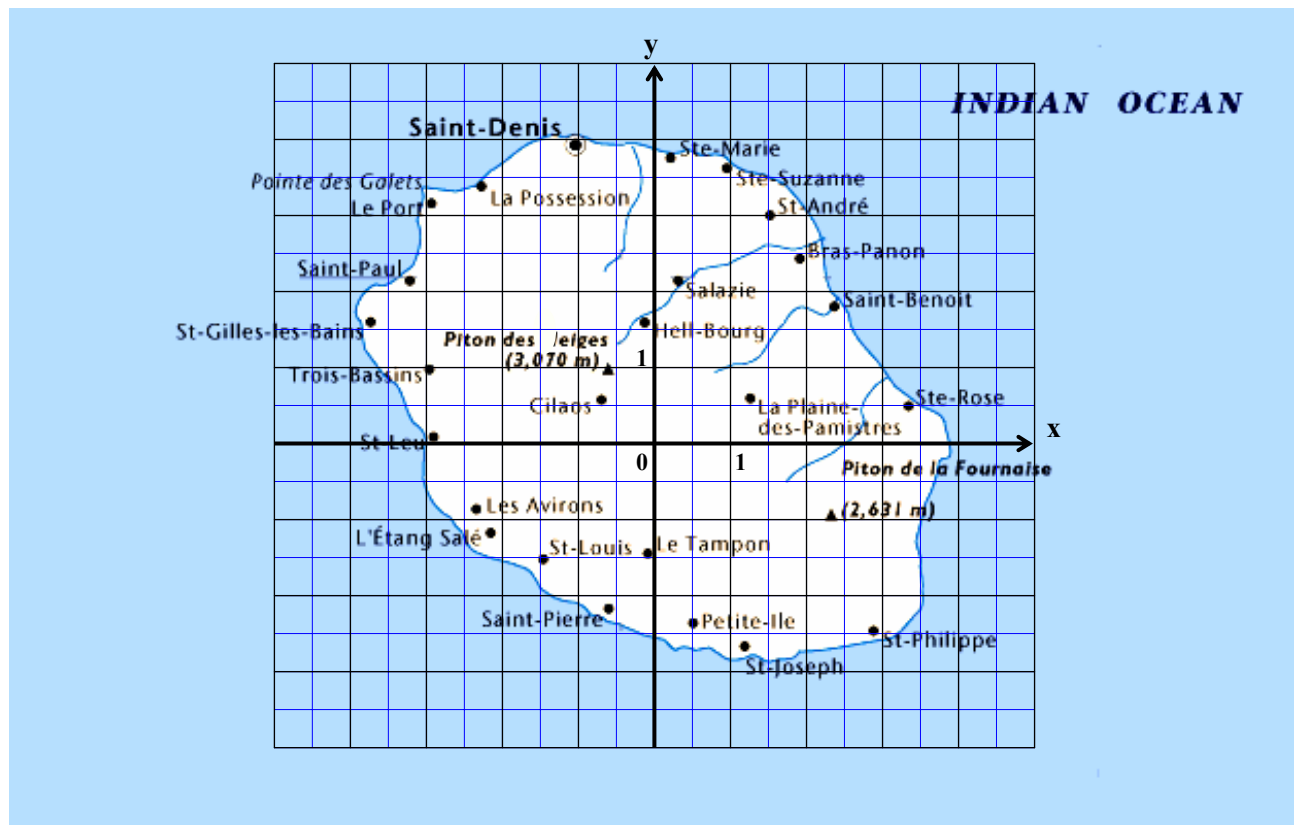 y
INDIAN OCEAN
Saint-Denis
Ste-Marie
Pointe des Galets
Ste-Suzanne
La Possession
Le Port
St-André
Bras-Panon
Saint-Paul
Salazie
Saint-Benoit
St-Gilles-les-Bains
Hell-Bourg
Piton des eiges
(3,070 m)
1
Trois-Bassins
Cilaos
La Plaine-
des-Pamistres
Ste-Rose
St-Leu
x
0
1
Piton de la Fournaise
(2,631 m)
Les Avirons
L'Étang Salé
St-Louis
Le Tampon
Saint-Pierre
Petite-Ile
St-Philippe
St-Joseph